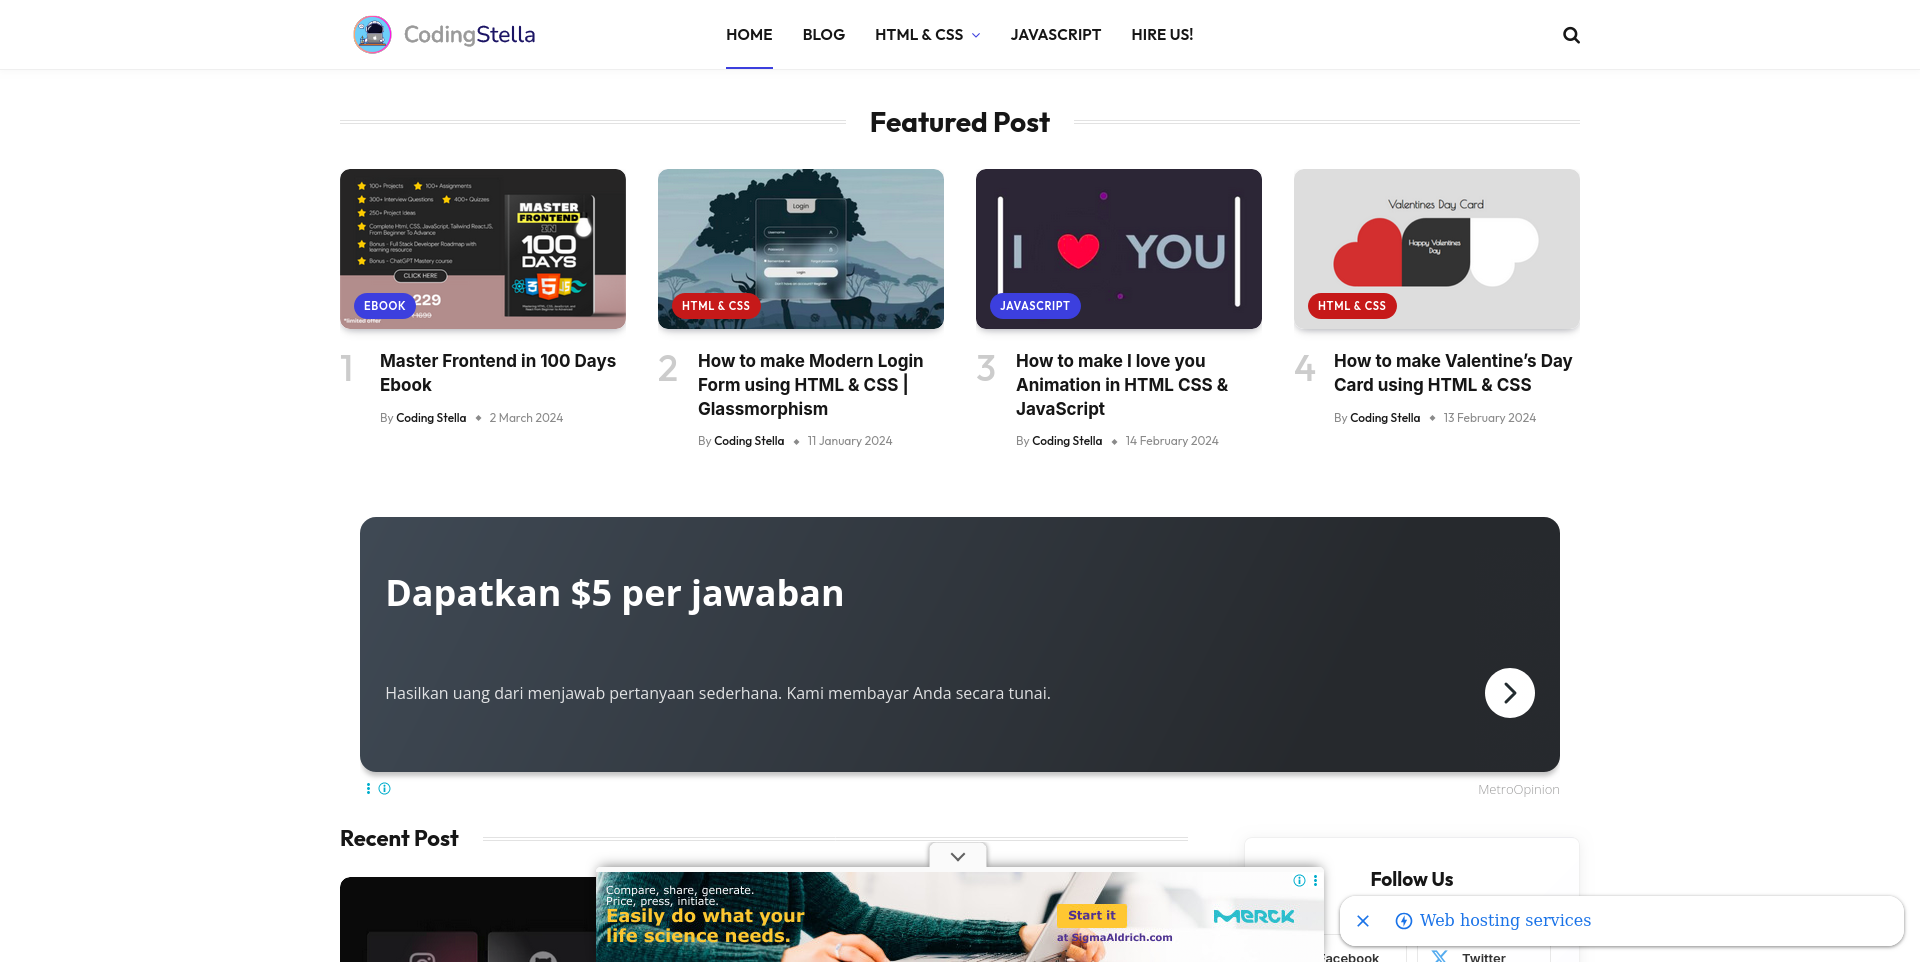 CodingStella
HOME
BLOG
HTML & CSS
JAVASCRIPT
HIRE US!
Featured Post
100+ Projects
100+ Assignments
300+ Interview Questions
400+ Quizzes
250+ Project Ideas
Complete Html, CSS, JavaScript, Tailwind ReactJS,
From Beginner To Advance
Bonus - Full Stack Developer Roadmap with
learning resource
Bonus - ChatGPT Mastery course
CLICK HERE
229
*limited offer
MASTER
FRONTEND
IN
100
DAYS
EBOOK
Login
Username
Password
Login
HTML & CSS
I YOU
JAVASCRIPT
Valentines Day Card
Happy Valentines
Day
HTML & CSS
1
Master Frontend in 100 Days
Ebook
By Coding Stella
2 March 2024
2
How to make Modern Login
Form using HTML & CSS |
Glassmorphism
By Coding Stella
11 January 2024
3
How to make I love you
Animation in HTML CSS &
JavaScript
By Coding Stella
14 February 2024
4
How to make Valentine’s Day
Card using HTML & CSS
By Coding Stella
13 February 2024
Dapatkan $5 per jawaban
Hasilkan uang dari menjawab pertanyaan sederhana. Kami membayar Anda secara tunai.
MetroOpinion
Recent Post
Follow Us
Compare, share, generate.
Price, press, initiate.
Easily do what your
life science needs.
Start it
at SigmaAldrich.com
MERCK
Web hosting services
acebook
Twitter